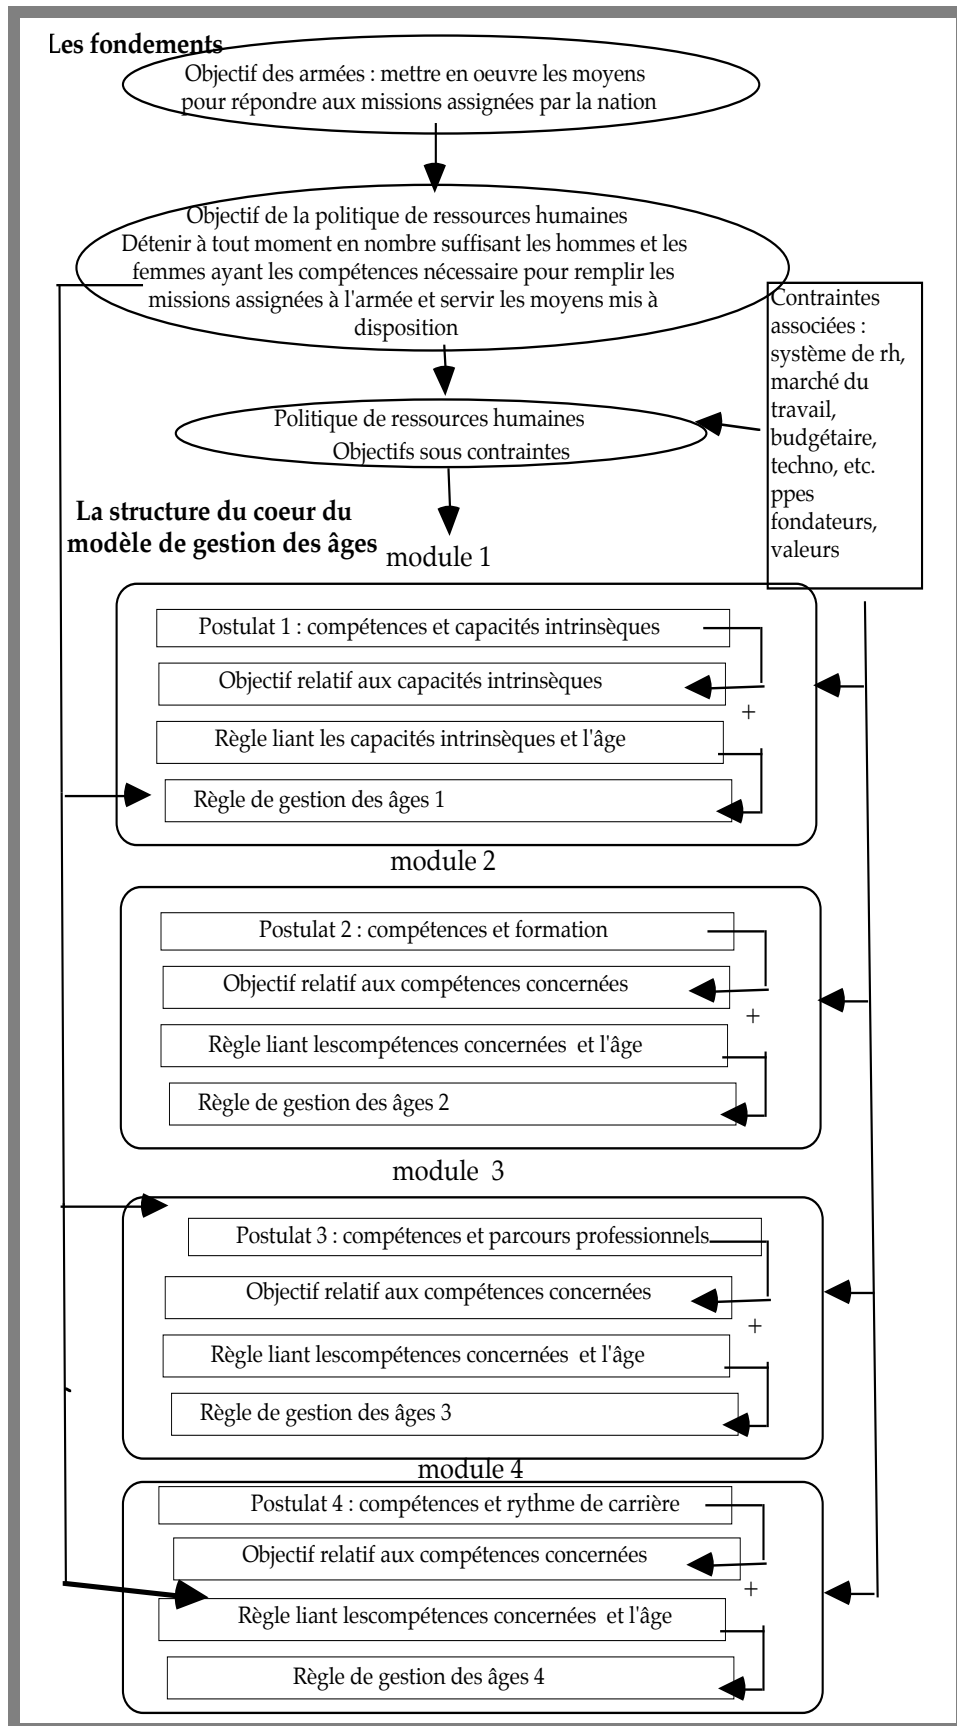 Les fondements
Objectif des armées : mettre en oeuvre les moyens
pour répondre aux missions assignées par la nation
Objectif de la politique de ressources humaines
Détenir à tout moment en nombre suffisant les hommes et les
femmes ayant les compétences nécessaire pour remplir les
missions assignées à l'armée et servir les moyens mis à
disposition
Contraintes
associées :
système de rh,
marché du
travail,
budgétaire,
techno, etc.
ppes
fondateurs,
valeurs
Politique de ressources humaines
Objectifs sous contraintes
La structure du coeur du
modèle de gestion des âges
module 1
Postulat 1 : compétences et capacités intrinsèques
Objectif relatif aux capacités intrinsèques
+
Règle liant les capacités intrinsèques et l'âge
Règle de gestion des âges 1
module 2
Postulat 2 : compétences et formation
Objectif relatif aux compétences concernées
+
Règle liant lescompétences concernées  et l'âge
Règle de gestion des âges 2
module  3
Postulat 3 : compétences et parcours professionnels
Objectif relatif aux compétences concernées
+
Règle liant lescompétences concernées  et l'âge
Règle de gestion des âges 3
module 4
Postulat 4 : compétences et rythme de carrière
Objectif relatif aux compétences concernées
+
Règle liant lescompétences concernées  et l'âge
Règle de gestion des âges 4